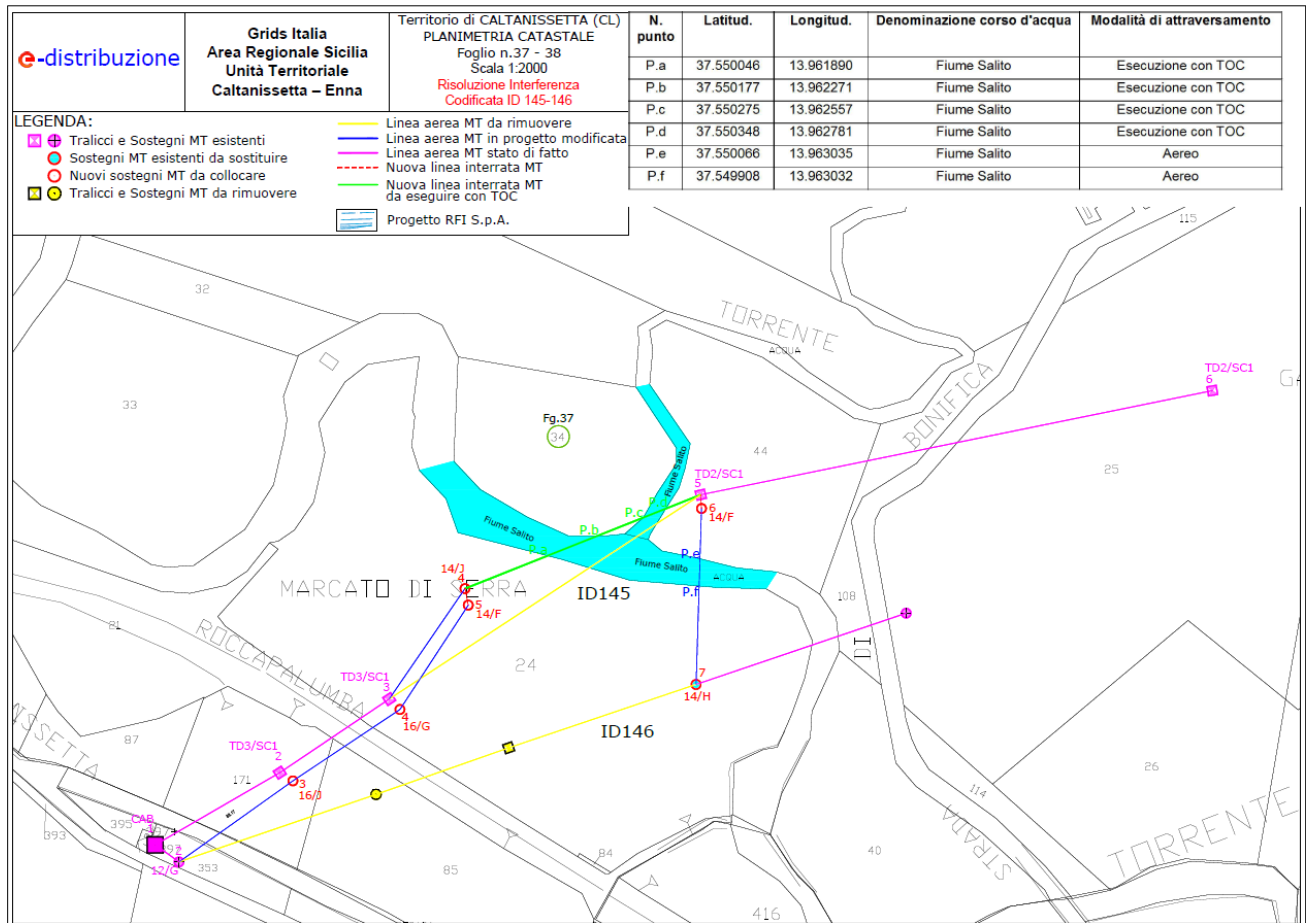 e-distribuzione
Grids Italia
Area Regionale Sicilia
Unità Territoriale
Caltanissetta – Enna
Territorio di CALTANISSETTA (CL)
PLANIMETRIA CATASTALE
Foglio n.37 - 38
Scala 1:2000
Risoluzione Interferenza
Codificata ID 145-146
N. punto Latitud. Longitud. Denominazione corso d'acqua Modalità di attraversamento
P.a 37.550046 13.961890 Fiume Salito Esecuzione con TOC
P.b 37.550177 13.962271 Fiume Salito Esecuzione con TOC
P.c 37.550275 13.962557 Fiume Salito Esecuzione con TOC
P.d 37.550348 13.962781 Fiume Salito Esecuzione con TOC
P.e 37.550066 13.963035 Fiume Salito Aereo
P.f 37.549908 13.963032 Fiume Salito Aereo
LEGENDA:
Tralicci e Sostegni MT esistenti
Sostegni MT esistenti da sostituire
Nuovi sostegni MT da collocare
Tralicci e Sostegni MT da rimuovere
Linea aerea MT da rimuovere
Linea aerea MT in progetto modificata
Linea aerea MT stato di fatto
Nuova linea interrata MT
Nuova linea interrata MT
da eseguire con TOC
Progetto RFI S.p.A.
115
32
TORRENTE
ACQUA
TD2/SC1
6
BONIFICA
33
Fg.37
34
Fiume Salito
44
25
TD2/SC1
5
6
14/F
P.c
P.b
Fiume Salito
P.a
P.e
Fiume Salito
ACQUA
P.f
14/J
4
MARCATO DI SERRA
5
14/F
ID145
108
DI
21
ROCCAPALUMBA
24
TD3/SC1
3
7
14/H
4
16/G
ID146
NISSETTA
87
TD3/SC1
2
171
3
16/J
26
114
CAB
1
395
393
2
12/G
353
85
84
40
STRADA
TORRENTE
416